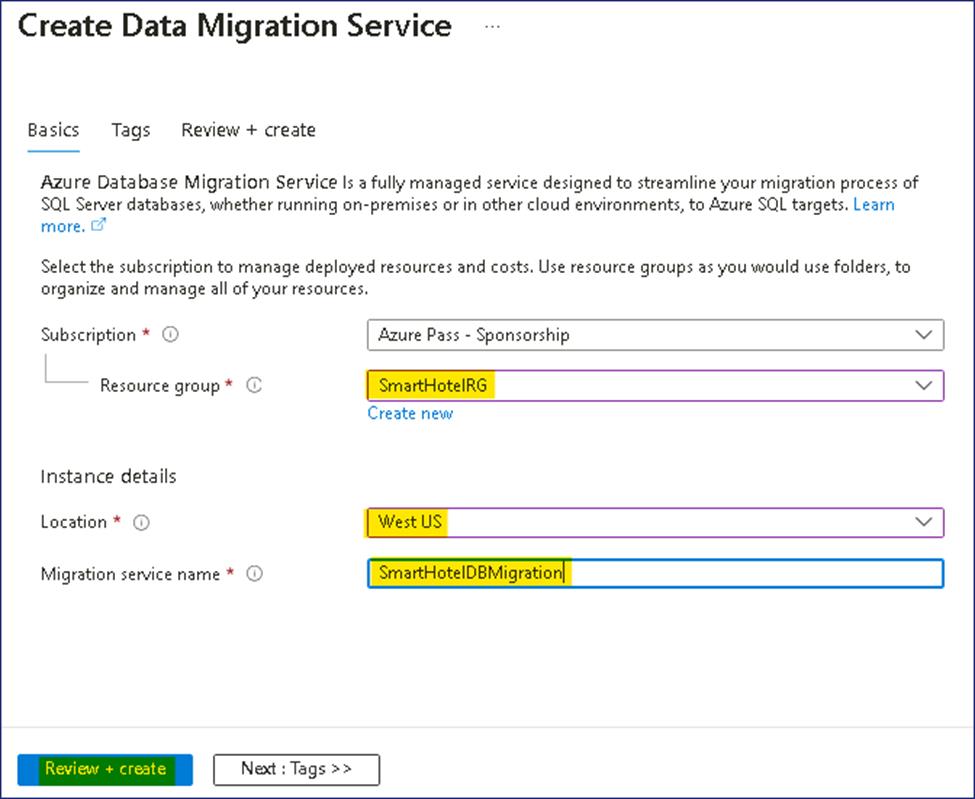 Create Data Migration Service ...
Basics Tags Review + create
Azure Database Migration Service Is a fully managed service designed to streamline your migration process of
SQL Server databases, whether running on-premises or in other cloud environments, to Azure SQL targets. Learn
more.
Select the subscription to manage deployed resources and costs. Use resource groups as you would use folders, to
organize and manage all of your resources.
Subscription * Azure Pass - Sponsorship
Resource group * SmartHotelRG
Create new
Instance details
Location * West US
Migration service name * SmartHotelDBMigration
Review + create Next : Tags >>